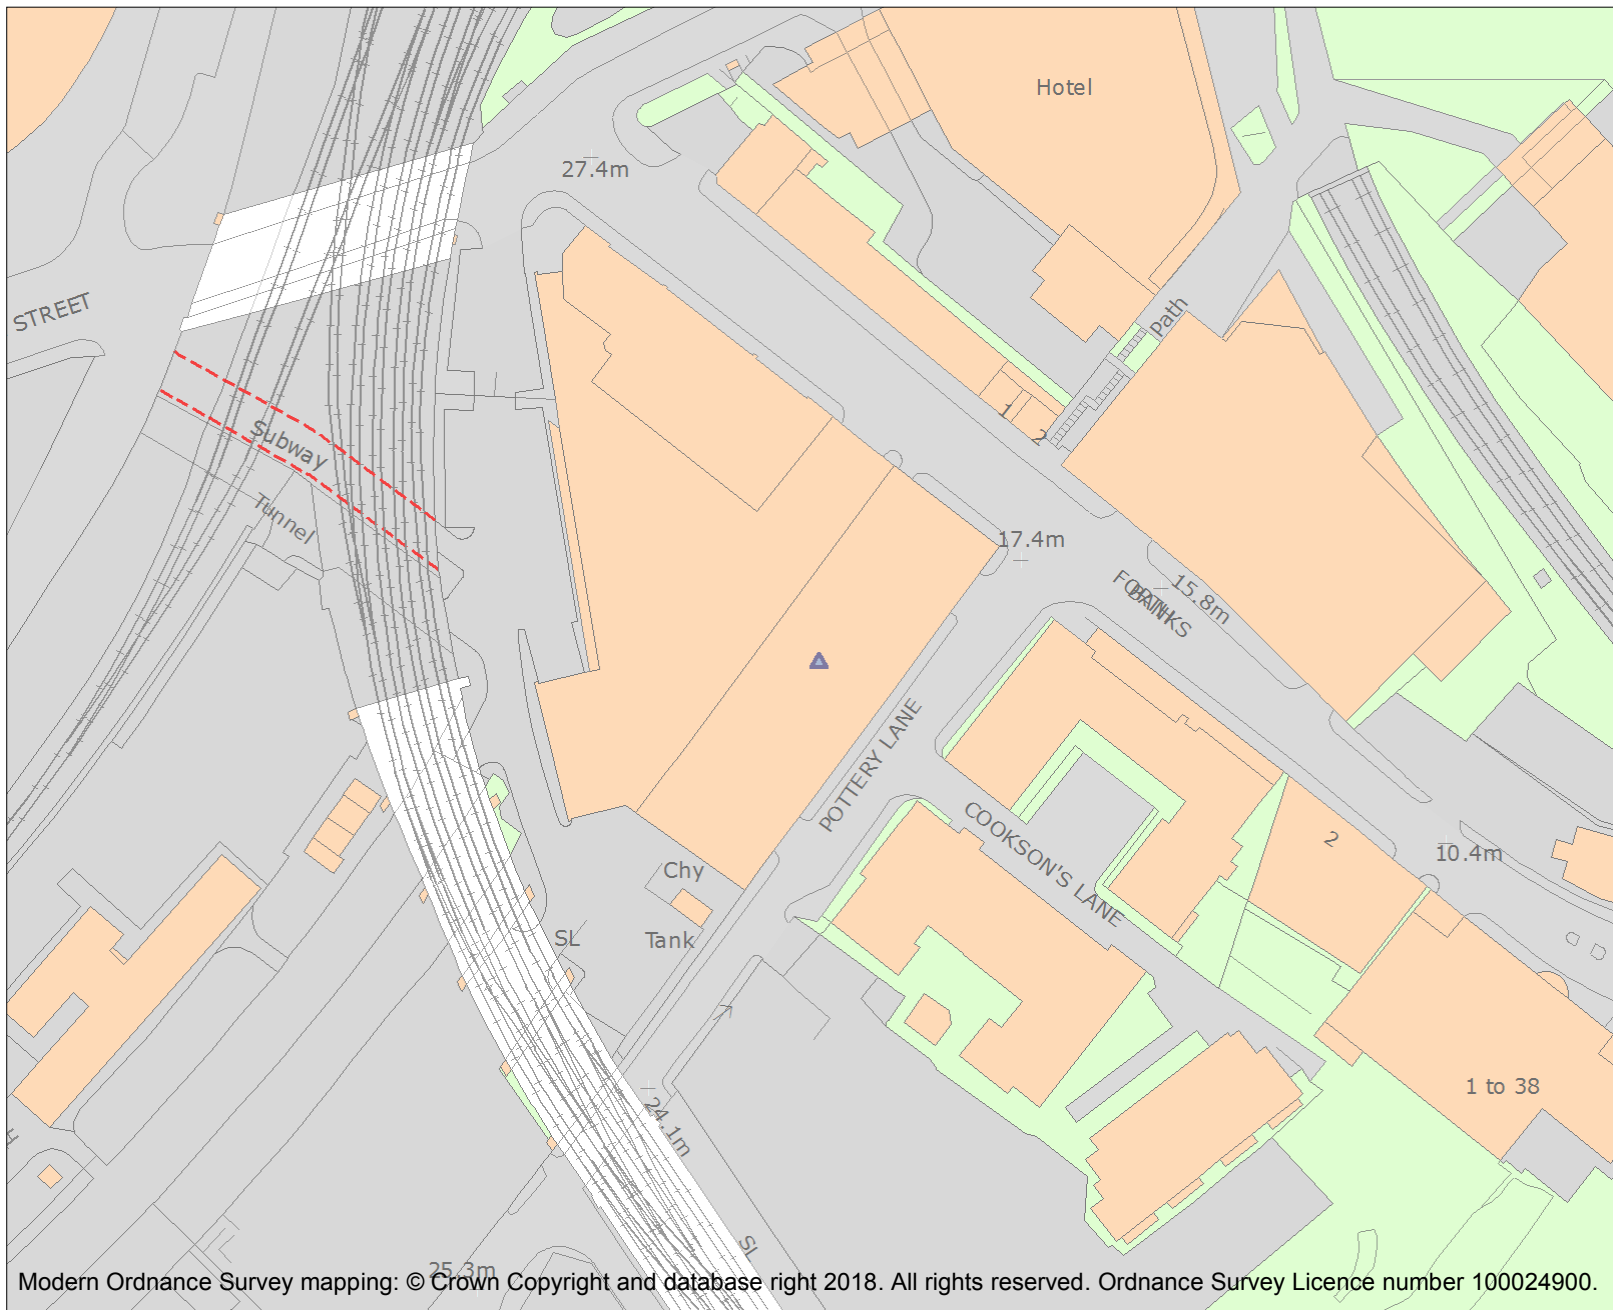 Hotel
27.4m
STREET
Path
1
2
Subway
Tunnel
17.4m
15.8m
FORTH
BANKS
POTTERY LANE
COOKSON'S LANE
2
10.4m
Chy
SL
Tank
1 to 38
24.1m
SL
25.3m
Modern Ordnance Survey mapping: © Crown Copyright and database right 2018. All rights reserved. Ordnance Survey Licence number 100024900.